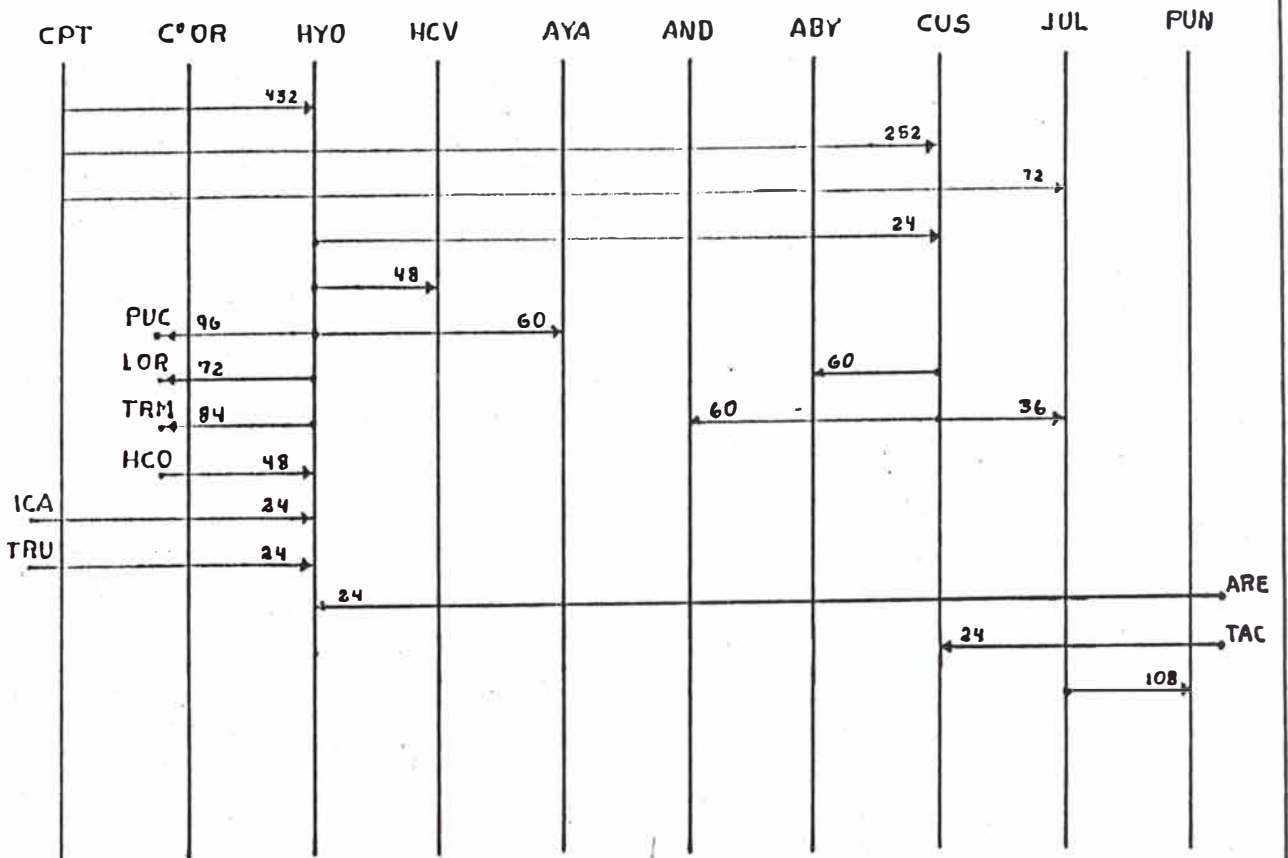 CPT C°OR HYO HCV AYA AND ABY CUS JUL PUN
432
252
72
24
48
PUC 96 60
LOR 72 60
TRM 84 60 36
HCO 48
ICA 24
TRU 24
24 ARE
24 TAC
108